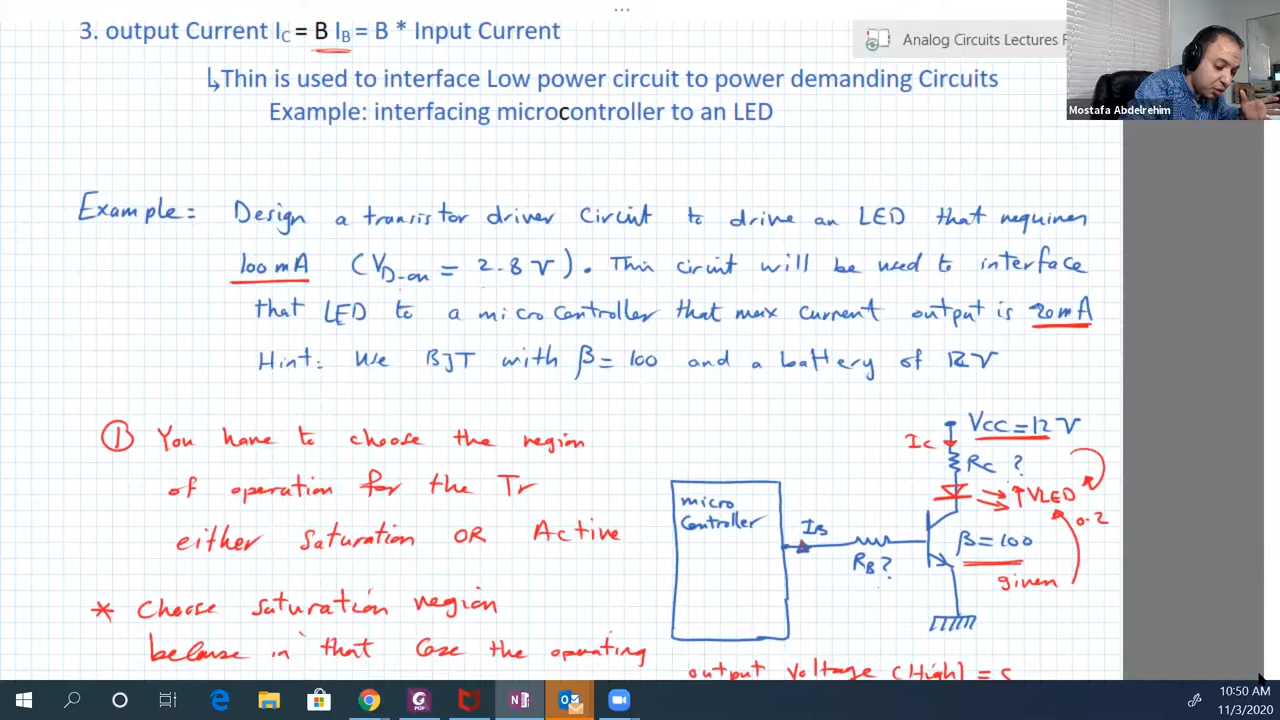 3. output Current IC = B IB = B * Input Current
Analog Circuits Lectures F
↳Thin is used to interface Low power circuit to power demanding Circuits
Example: interfacing microcontroller to an LED
Mostafa Abdelrehim
Example: Design a transistor driver circuit to drive an LED that requires
100 mA (VD-on = 2.8 V). This circuit will be used to interface
that LED to a micro controller that max current output is 20 mA
Hint: Use BJT with β = 100 and a battery of 12 V
① You have to choose the region
of operation for the Tr
either saturation OR Active
* Choose saturation region
because in that case the operating
VCC = 12 V
IC
RC ?
VLED
0.2
micro
Controller
IB
RB ?
β = 100
given
output voltage (High) = 5
10:50 AM
11/3/2020